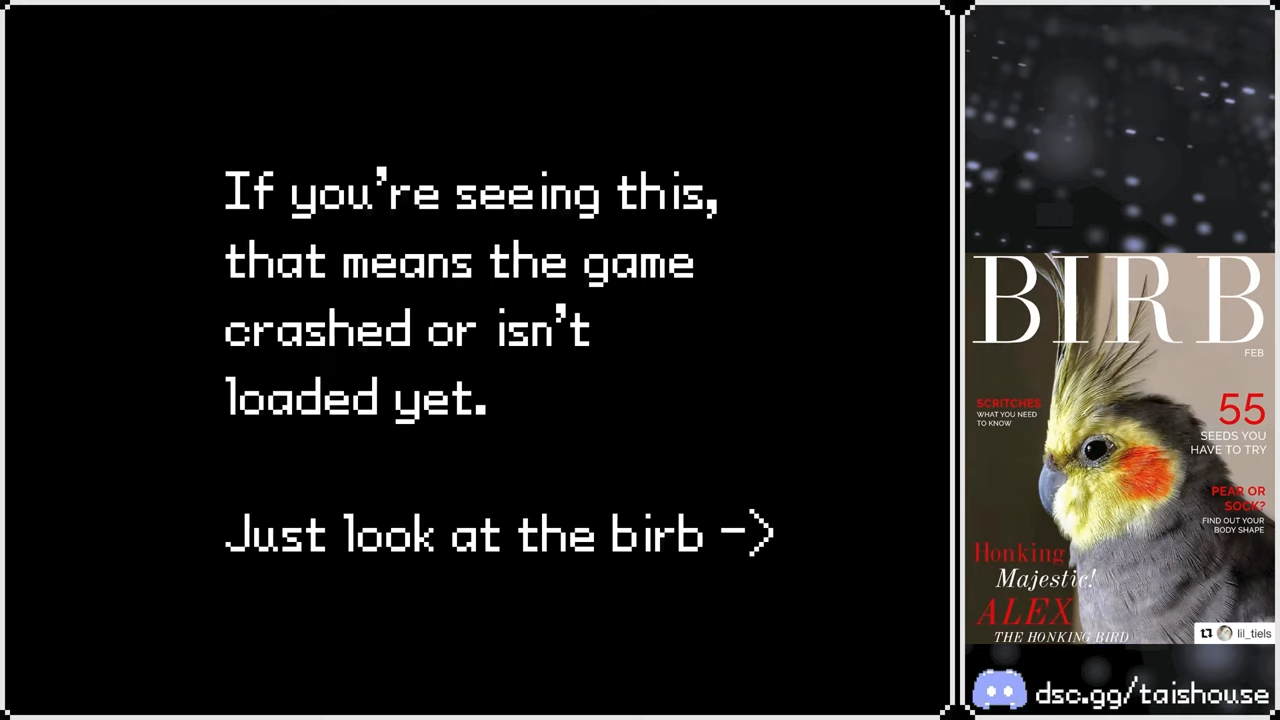 If you're seeing this,
that means the game
crashed or isn't
loaded yet.
Just look at the birb ->
BIRB
FEB
SCRITCHES
WHAT YOU NEED
TO KNOW
55
SEEDS YOU
HAVE TO TRY
PEAR OR
SOCK?
FIND OUT YOUR
BODY SHAPE
Honking
Majestic!
ALEX
THE HONKING BIRD
lil_tiels
dsc.gg/taishouse